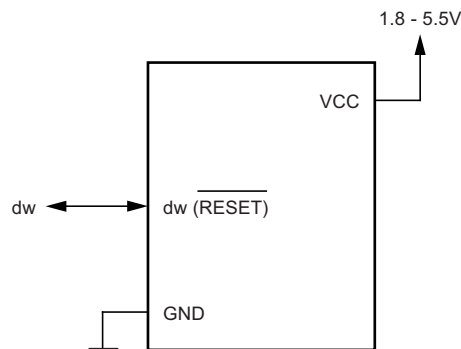 1.8 - 5.5V
VCC
dw
dw (RESET)
GND